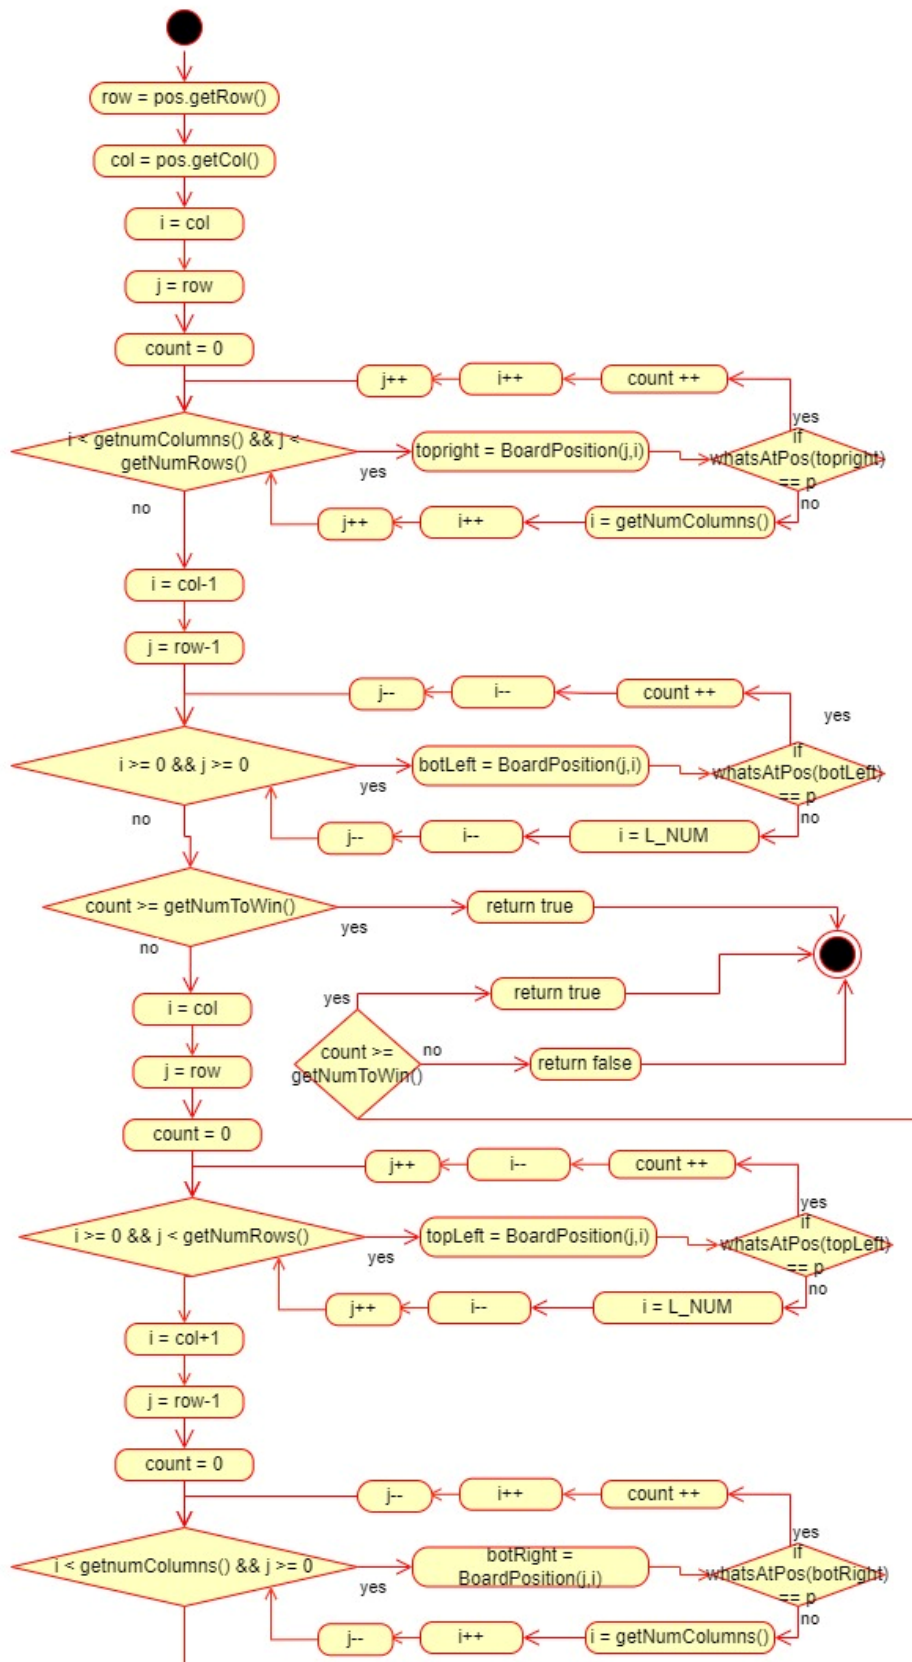 row = pos.getRow()
col = pos.getCol()
i = col
j = row
count = 0
j++
i++
count ++
yes
i < getnumColumns() && j <
getNumRows()
yes
topright = BoardPosition(j,i)
if
whatsAtPos(topright)
== p
no
no
j++
i++
i = getNumColumns()
i = col-1
j = row-1
j--
i--
count ++
yes
i >= 0 && j >= 0
yes
botLeft = BoardPosition(j,i)
if
whatsAtPos(botLeft)
== p
no
no
j--
i--
i = L_NUM
count >= getNumToWin()
yes
return true
no
i = col
yes
return true
count >=
getNumToWin()
no
return false
j = row
count = 0
j++
i--
count ++
yes
i >= 0 && j < getNumRows()
yes
topLeft = BoardPosition(j,i)
if
whatsAtPos(topLeft)
== p
no
j++
i--
i = L_NUM
i = col+1
j = row-1
count = 0
j--
i++
count ++
yes
i < getnumColumns() && j >= 0
yes
botRight =
BoardPosition(j,i)
if
whatsAtPos(botRight)
== p
no
j--
i++
i = getNumColumns()